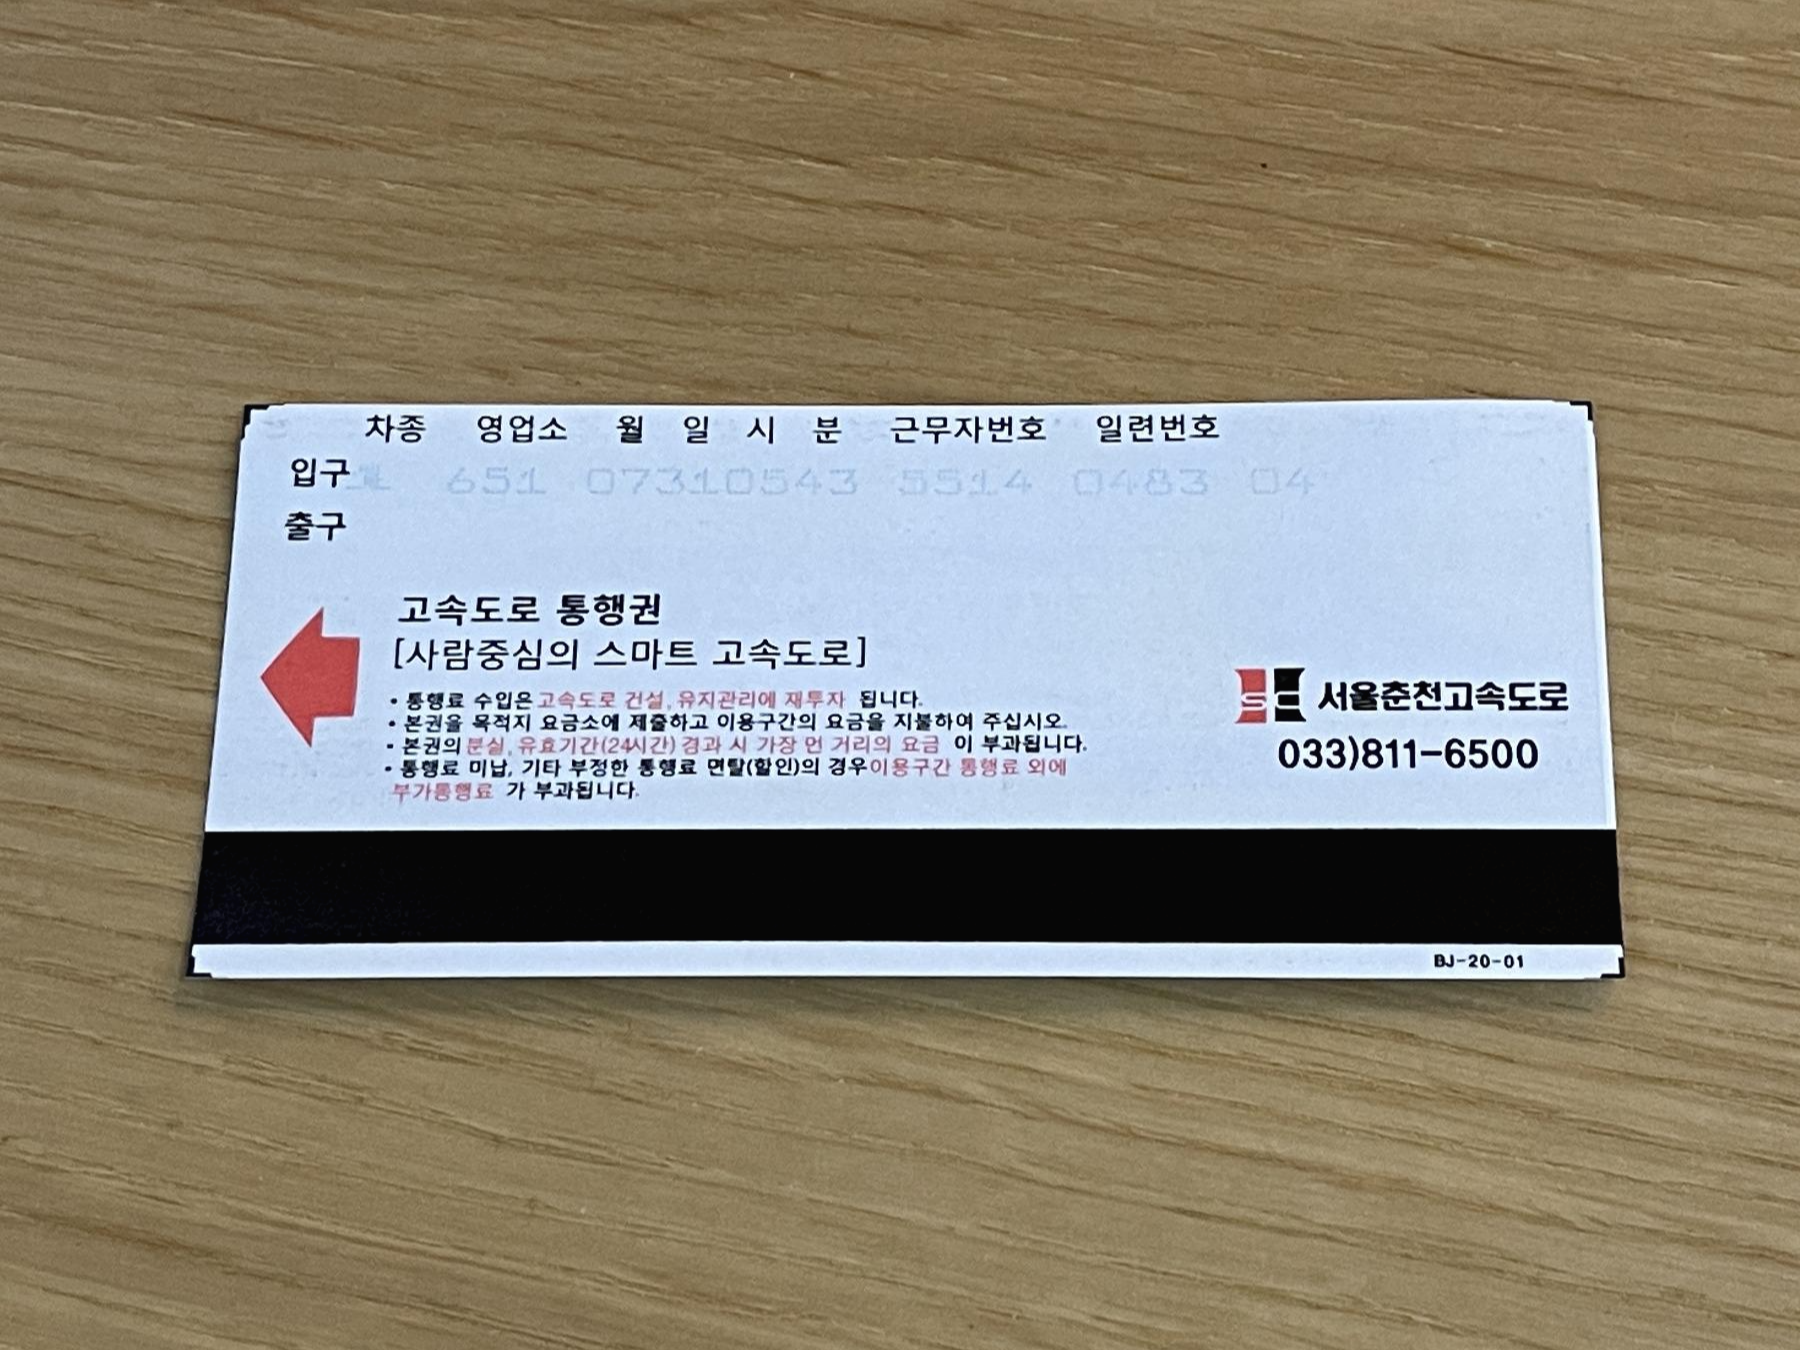 차종 영업소 월 일 시 분 근무자번호 일련번호
입구 651 07310543 5514 0483 04
출구
고속도로 통행권
[사람중심의 스마트 고속도로]
• 통행료 수입은 고속도로 건설, 유지관리에 재투자 됩니다.
• 본권을 목적지 요금소에 제출하고 이용구간의 요금을 지불하여 주십시오.
• 본권의 분실, 유효기간(24시간) 경과 시 가장 먼 거리의 요금 이 부과됩니다.
• 통행료 미납, 기타 부정한 통행료 면탈(할인)의 경우 이용구간 통행료 외에
부가통행료 가 부과됩니다.
SC 서울춘천고속도로
033)811-6500
BJ-20-01